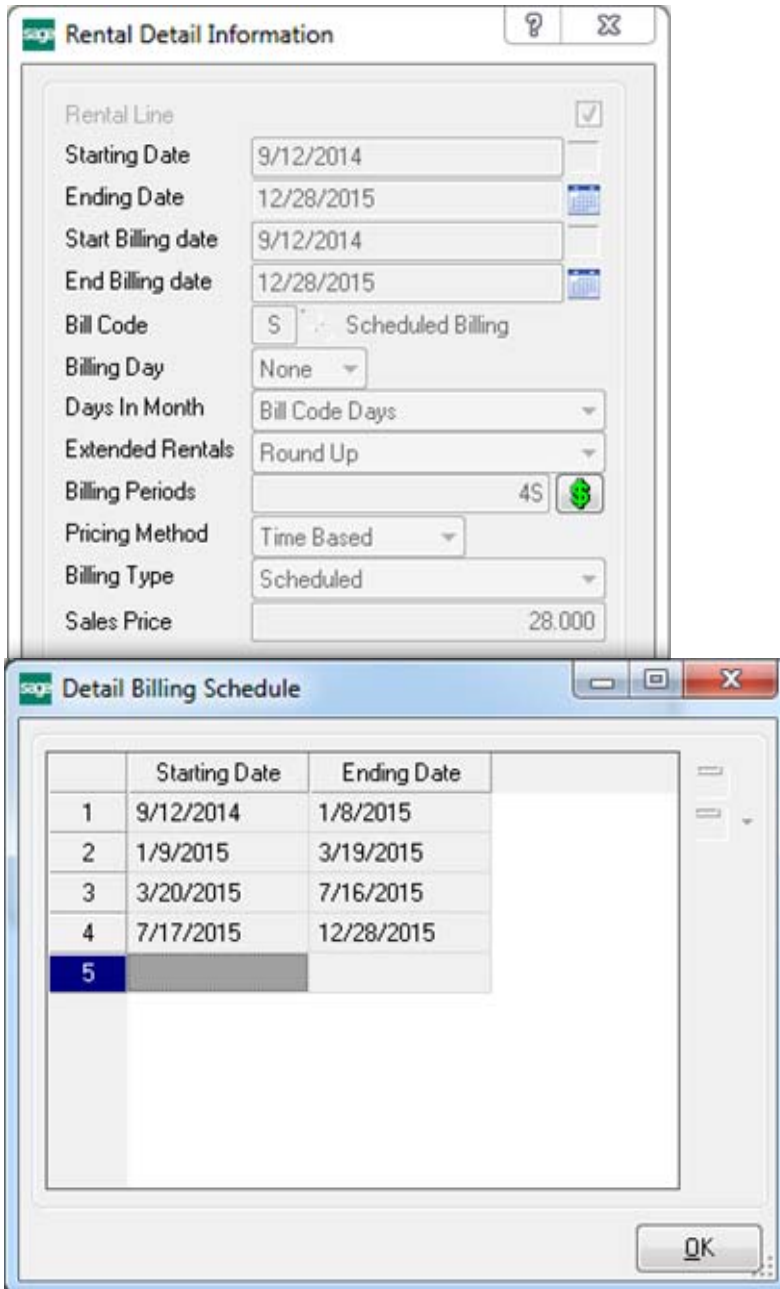 sage Rental Detail Information
Rental Line
Starting Date 9/12/2014
Ending Date 12/28/2015
Start Billing date 9/12/2014
End Billing date 12/28/2015
Bill Code S Scheduled Billing
Billing Day None
Days In Month Bill Code Days
Extended Rentals Round Up
Billing Periods 4S $
Pricing Method Time Based
Billing Type Scheduled
Sales Price 28.000
sage Detail Billing Schedule
Starting Date Ending Date
1 9/12/2014 1/8/2015
2 1/9/2015 3/19/2015
3 3/20/2015 7/16/2015
4 7/17/2015 12/28/2015
5
OK